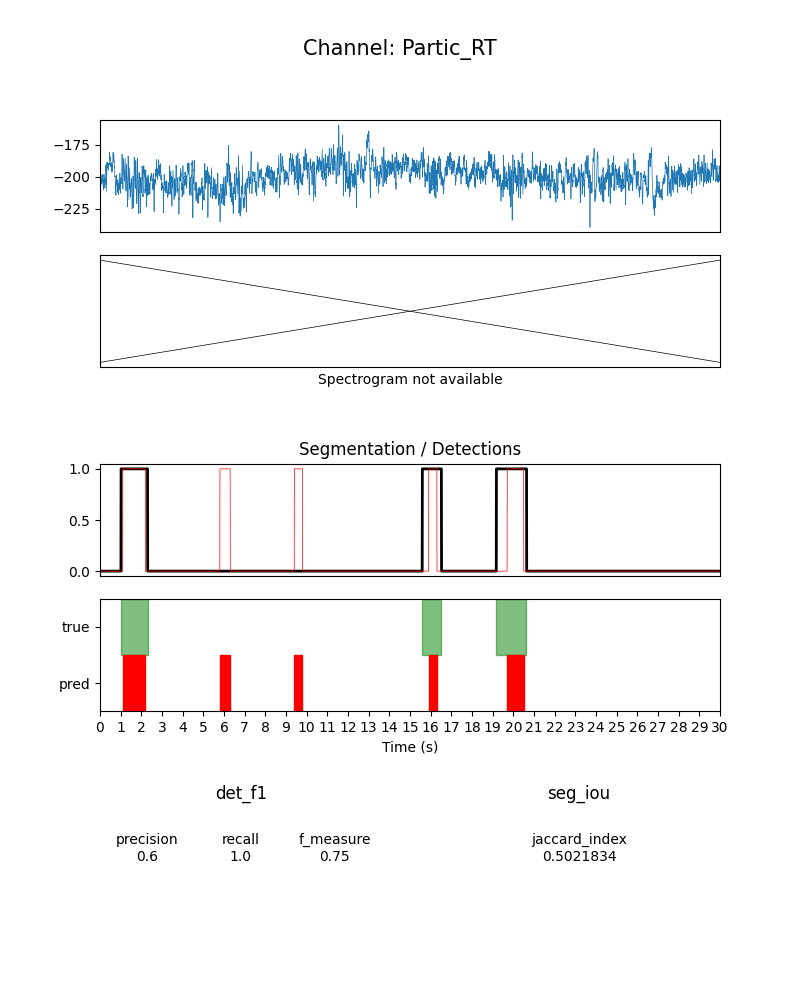 Channel: Partic_RT
−175
−200
−225
Spectrogram not available
Segmentation / Detections
1.0
0.5
0.0
true
pred
0 1 2 3 4 5 6 7 8 9 10 11 12 13 14 15 16 17 18 19 20 21 22 23 24 25 26 27 28 29 30
Time (s)
det_f1 seg_iou
precision recall f_measure jaccard_index
0.6 1.0 0.75 0.5021834